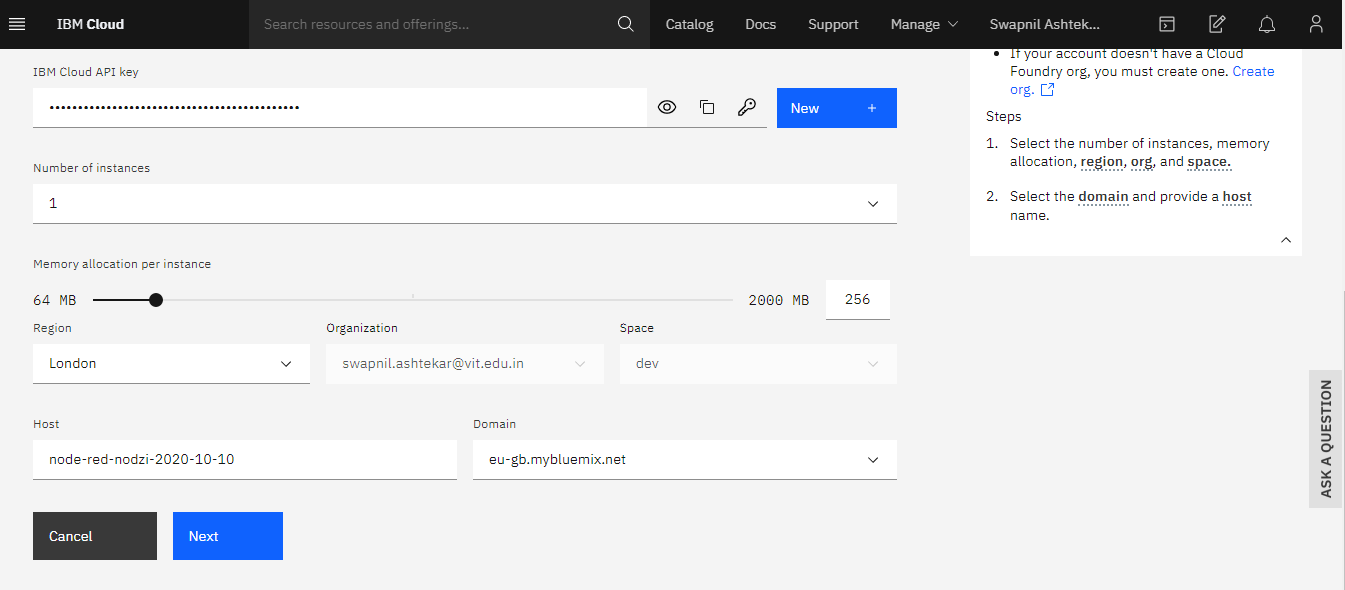 IBM Cloud
Search resources and offerings...
Catalog
Docs
Support
Manage
Swapnil Ashtek...
IBM Cloud API key
••••••••••••••••••••••••••••••••••••••••••••
New +
Number of instances
1
Memory allocation per instance
64 MB
2000 MB
256
Region
Organization
Space
London
swapnil.ashtekar@vit.edu.in
dev
Host
Domain
node-red-nodzi-2020-10-10
eu-gb.mybluemix.net
Cancel
Next
• If your account doesn't have a Cloud
Foundry org, you must create one. Create
org.
Steps
1. Select the number of instances, memory
allocation, region, org, and space.
2. Select the domain and provide a host
name.
ASK A QUESTION